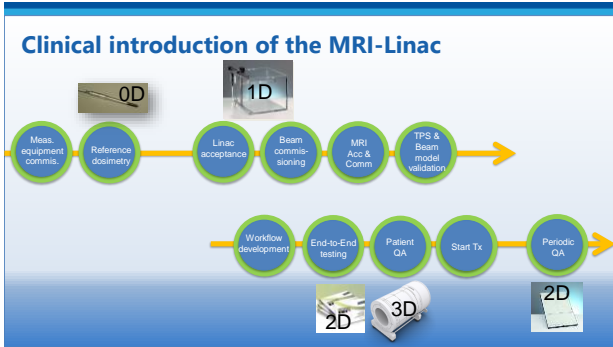 Clinical introduction of the MRI-Linac
0D
1D
Meas.
equipment
commis.
Reference
dosimetry
Linac
acceptance
Beam
commis-
sioning
MRI
Acc &
Comm
TPS &
Beam
model
validation
Workflow
development
End-to-End
testing
Patient
QA
Start Tx
Periodic
QA
2D
3D
2D